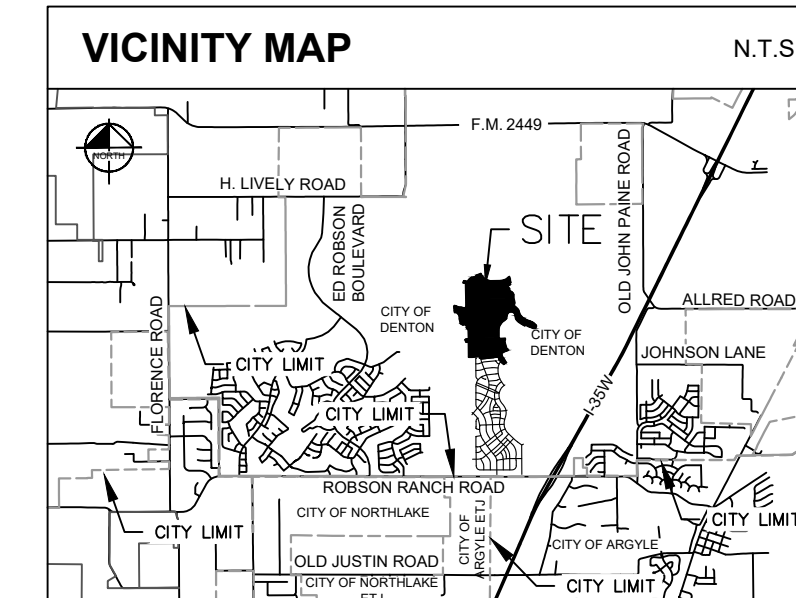 VICINITY MAP
N.T.S
NORTH
F.M. 2449
H. LIVELY ROAD
ED ROBSON
BOULEVARD
OLD JOHN PAINE ROAD
SITE
CITY OF
DENTON
CITY OF
DENTON
ALLRED ROAD
FLORENCE ROAD
JOHNSON LANE
CITY LIMIT
I-35W
CITY LIMIT
ROBSON RANCH ROAD
CITY OF NORTHLAKE
CITY OF
ARGYLE ETJ
CITY LIMIT
CITY LIMIT
CITY OF ARGYLE
OLD JUSTIN ROAD
CITY OF NORTHLAKE
ETJ
CITY LIMIT